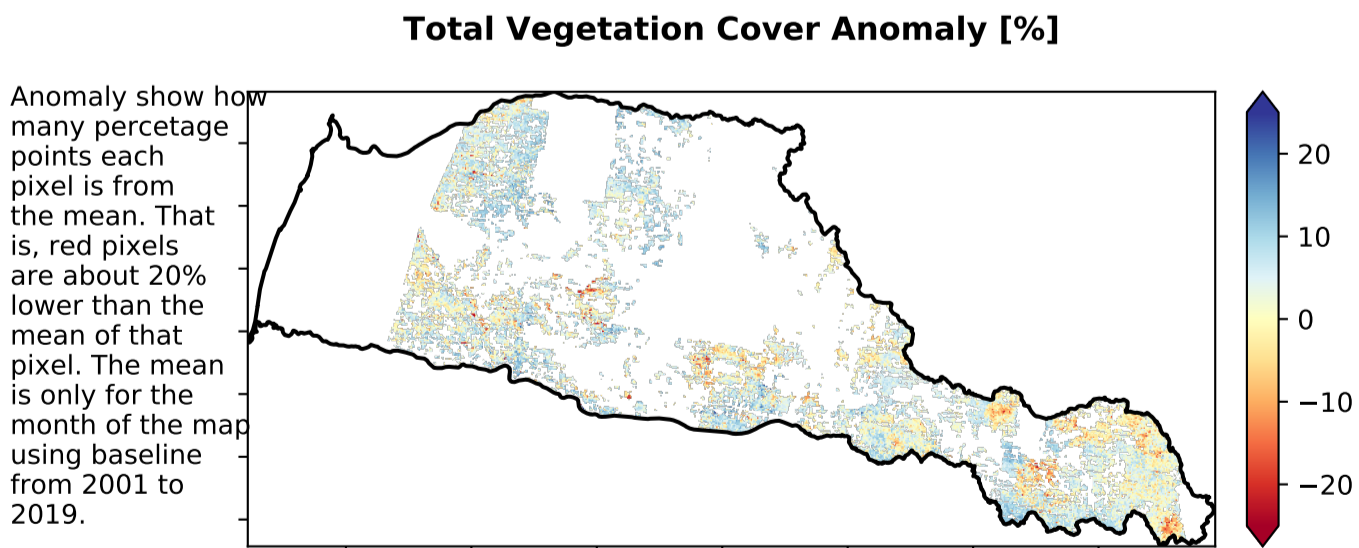 Total Vegetation Cover Anomaly [%]
Anomaly show how
many percetage
points each
pixel is from
the mean. That
is, red pixels
are about 20%
lower than the
mean of that
pixel. The mean
is only for the
month of the map
using baseline
from 2001 to
2019.
20
10
0
−10
−20